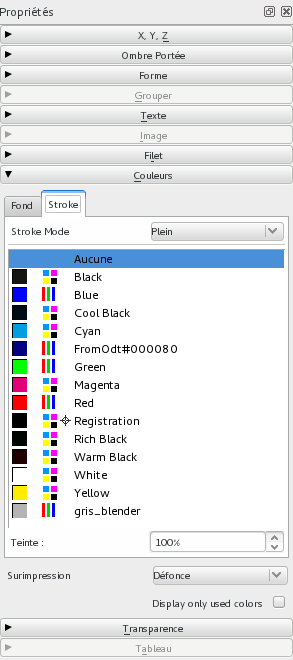 Propriétés
X, Y, Z
Ombre Portée
Forme
Grouper
Texte
Image
Filet
Couleurs
Fond Stroke
Stroke Mode Plein
Aucune
Black
Blue
Cool Black
Cyan
FromOdt#000080
Green
Magenta
Red
Registration
Rich Black
Warm Black
White
Yellow
gris_blender
Teinte : 100%
Surimpression Défonce
Display only used colors
Transparence
Tableau